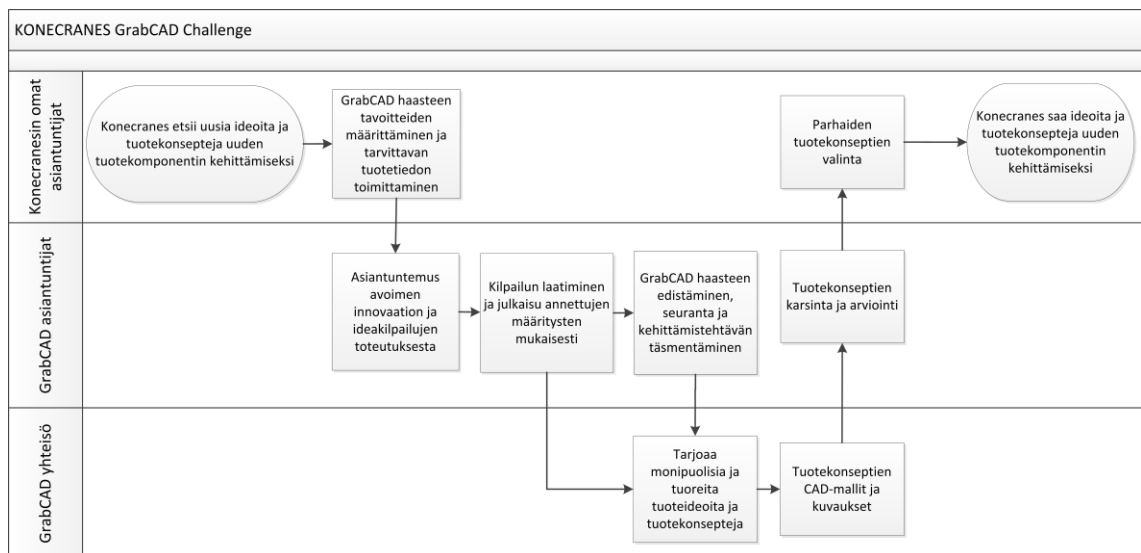 KONECRANES GrabCAD Challenge
Konecranesin omat
asiantuntijat
Konecranes etsii uusia ideoita ja
tuotekonsepteja uuden
tuotekomponentin kehittämiseksi
GrabCAD haasteen
tavoitteiden
määrittäminen ja
tarvittavan
tuotetiedon
toimittaminen
Parhaiden
tuotekonseptien
valinta
Konecranes saa ideoita ja
tuotekonsepteja uuden
tuotekomponentin
kehittämiseksi
GrabCAD asiantuntijat
Asiantuntemus
avoimen
innovaation ja
ideakilpailujen
toteutuksesta
Kilpailun laatiminen
ja julkaisu annettujen
määritysten
mukaisesti
GrabCAD haasteen
edistäminen,
seuranta ja
kehittämistehtävän
täsmentäminen
Tuotekonseptien
karsinta ja arviointi
GrabCAD yhteisö
Tarjoaa
monipuolisia ja
tuoreita
tuoteideoita ja
tuotekonsepteja
Tuotekonseptien
CAD-mallit ja
kuvaukset